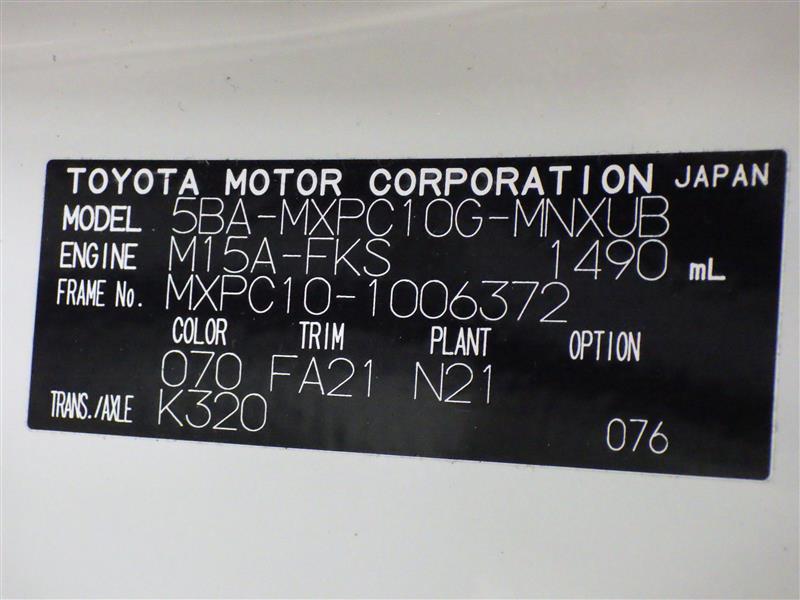 TOYOTA MOTOR CORPORATION JAPAN
MODEL 5BA-MXPC10G-MNXUB
ENGINE M15A-FKS 1490 mL
FRAME No. MXPC10-1006372
COLOR TRIM PLANT OPTION
070 FA21 N21
TRANS./AXLE K320
076